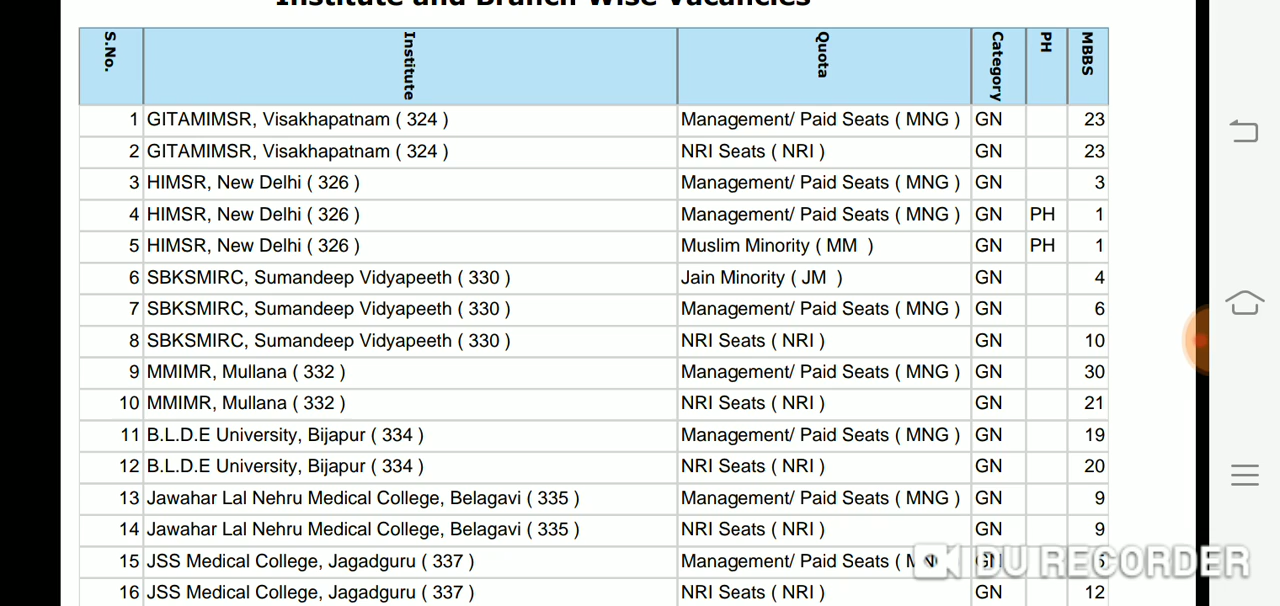 Institute and Branch Wise Vacancies
S.No. Institute Quota Category PH MBBS
1 GITAMIMSR, Visakhapatnam ( 324 ) Management/ Paid Seats ( MNG ) GN 23
2 GITAMIMSR, Visakhapatnam ( 324 ) NRI Seats ( NRI ) GN 23
3 HIMSR, New Delhi ( 326 ) Management/ Paid Seats ( MNG ) GN 3
4 HIMSR, New Delhi ( 326 ) Management/ Paid Seats ( MNG ) GN PH 1
5 HIMSR, New Delhi ( 326 ) Muslim Minority ( MM ) GN PH 1
6 SBKSMIRC, Sumandeep Vidyapeeth ( 330 ) Jain Minority ( JM ) GN 4
7 SBKSMIRC, Sumandeep Vidyapeeth ( 330 ) Management/ Paid Seats ( MNG ) GN 6
8 SBKSMIRC, Sumandeep Vidyapeeth ( 330 ) NRI Seats ( NRI ) GN 10
9 MMIMR, Mullana ( 332 ) Management/ Paid Seats ( MNG ) GN 30
10 MMIMR, Mullana ( 332 ) NRI Seats ( NRI ) GN 21
11 B.L.D.E University, Bijapur ( 334 ) Management/ Paid Seats ( MNG ) GN 19
12 B.L.D.E University, Bijapur ( 334 ) NRI Seats ( NRI ) GN 20
13 Jawahar Lal Nehru Medical College, Belagavi ( 335 ) Management/ Paid Seats ( MNG ) GN 9
14 Jawahar Lal Nehru Medical College, Belagavi ( 335 ) NRI Seats ( NRI ) GN 9
15 JSS Medical College, Jagadguru ( 337 ) Management/ Paid Seats ( MNG GN
DU RECORDER
16 JSS Medical College, Jagadguru ( 337 ) NRI Seats ( NRI ) GN 12